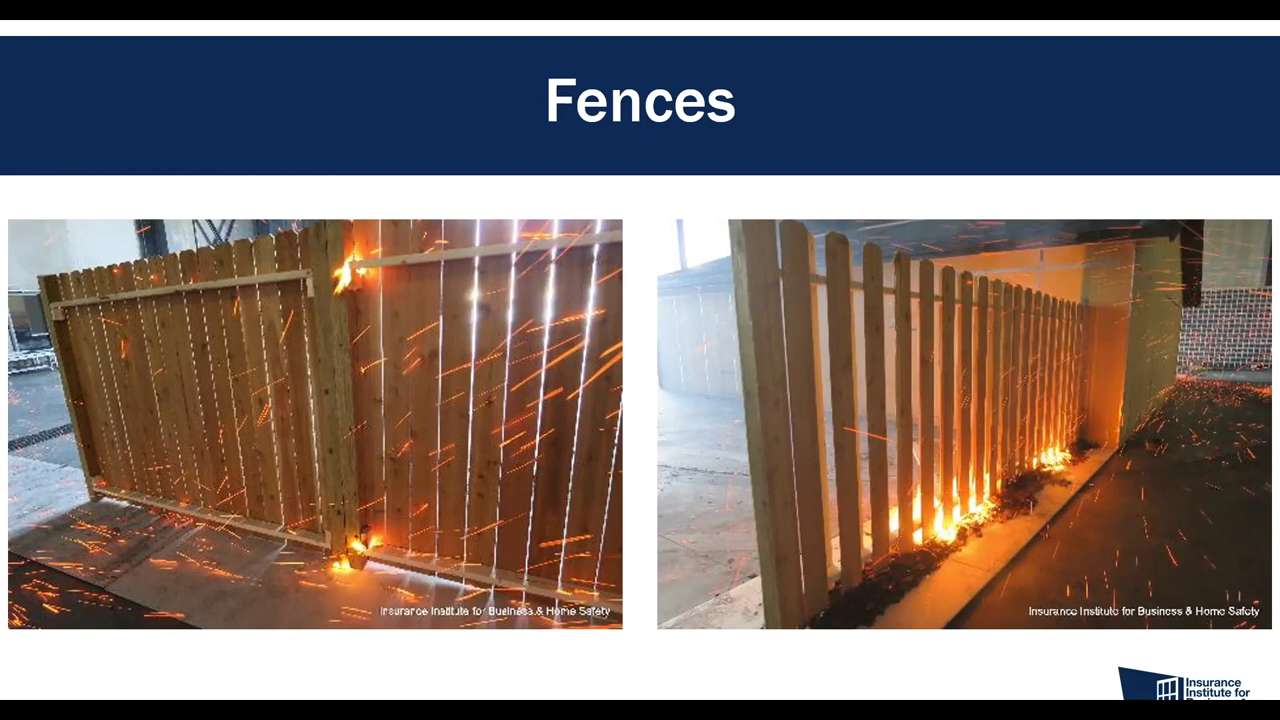 Fences
Insurance Institute for Business & Home Safety
Insurance Institute for Business & Home Safety
Insurance
Institute for